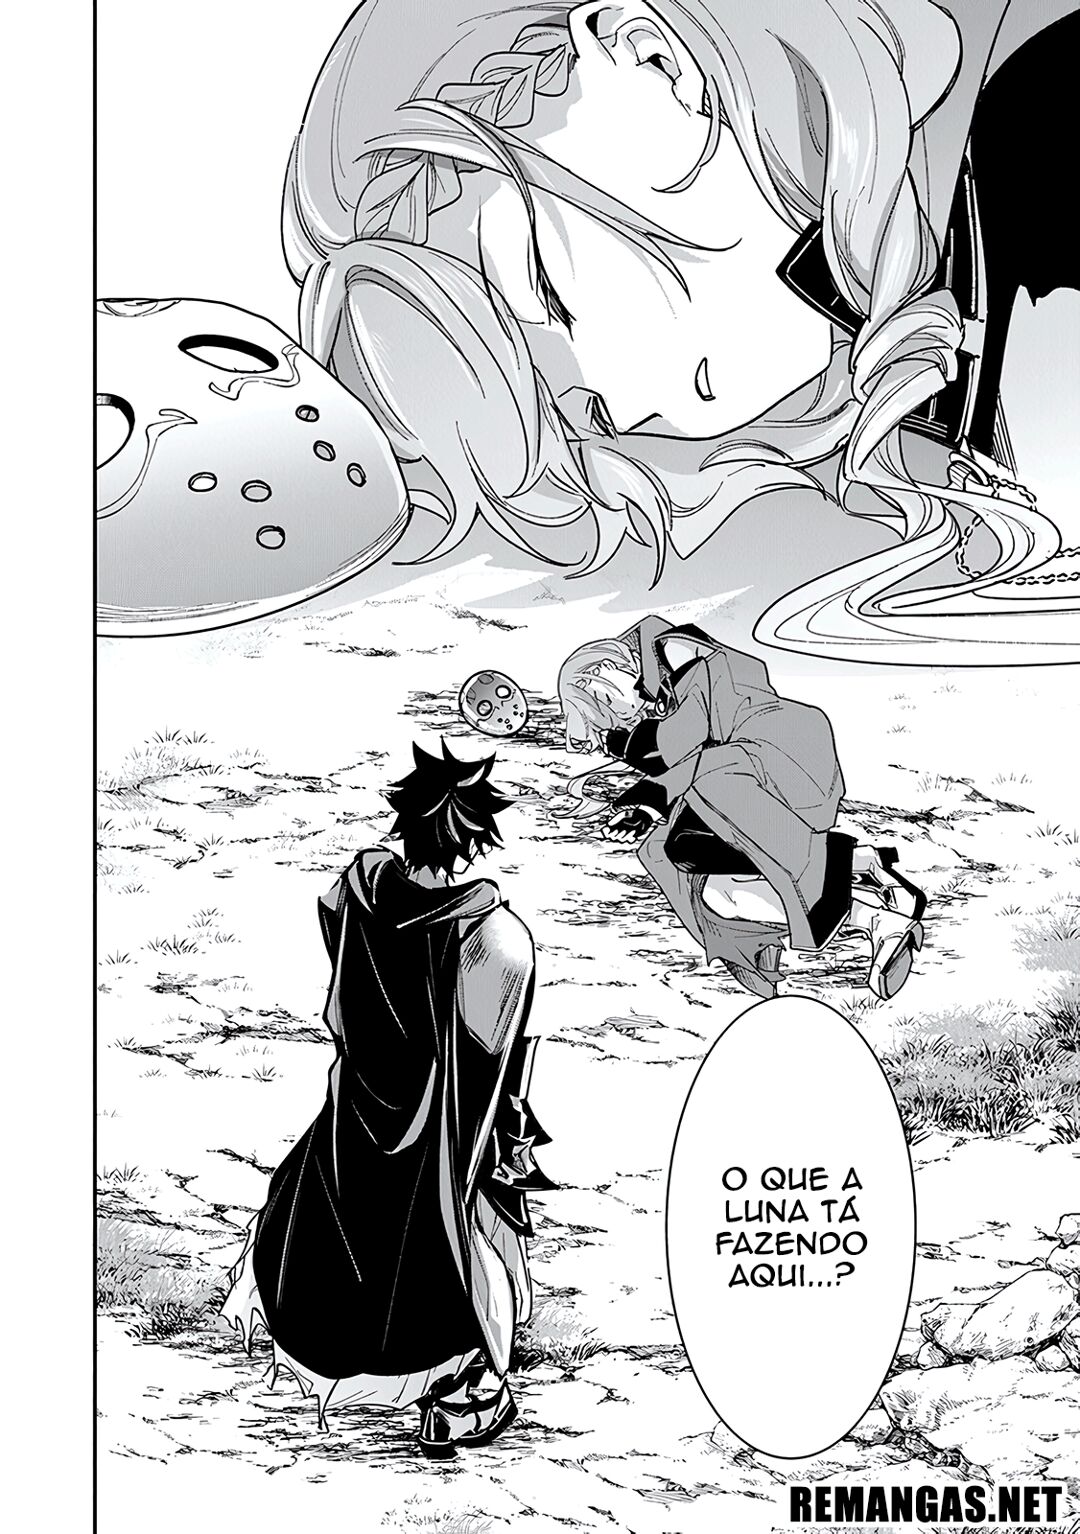 O QUE A
LUNA TÁ
FAZENDO
AQUI...?
REMANGAS.NET